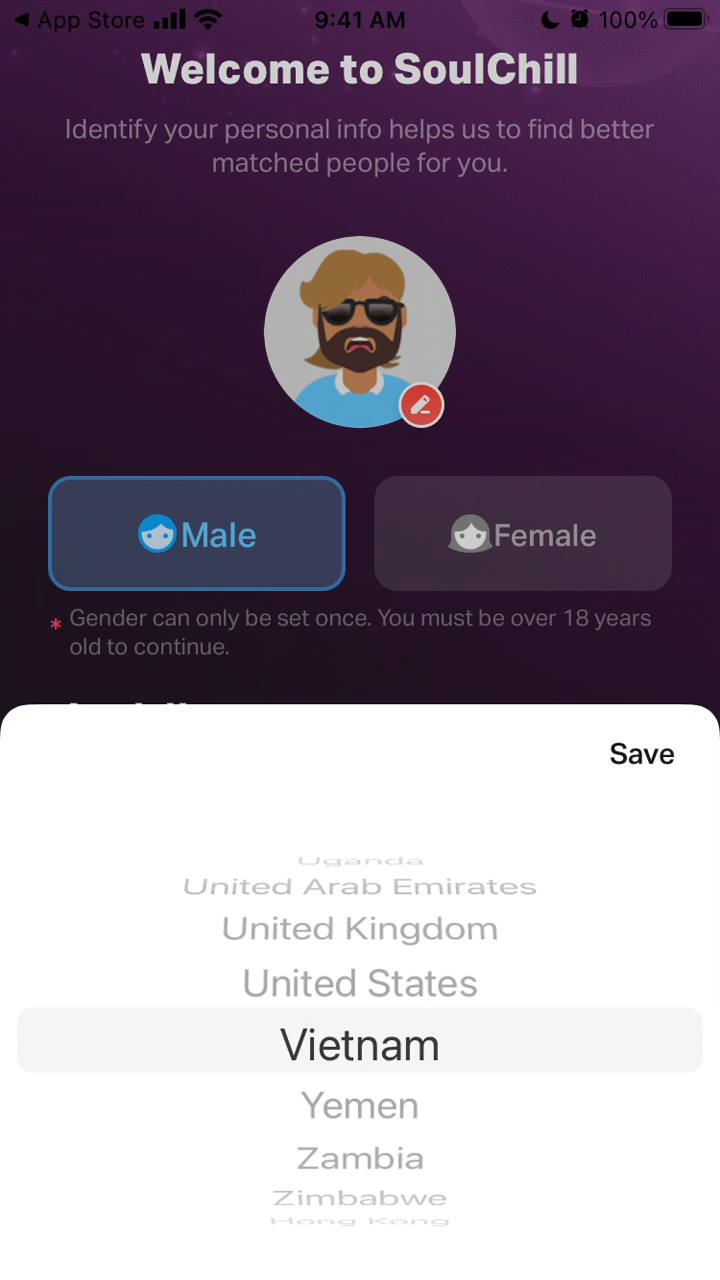 App Store
9:41 AM
100%
Welcome to SoulChill
Identify your personal info helps us to find better
matched people for you.
Male
Female
* Gender can only be set once. You must be over 18 years
old to continue.
Save
Uganda
United Arab Emirates
United Kingdom
United States
Vietnam
Yemen
Zambia
Zimbabwe
Hong Kong